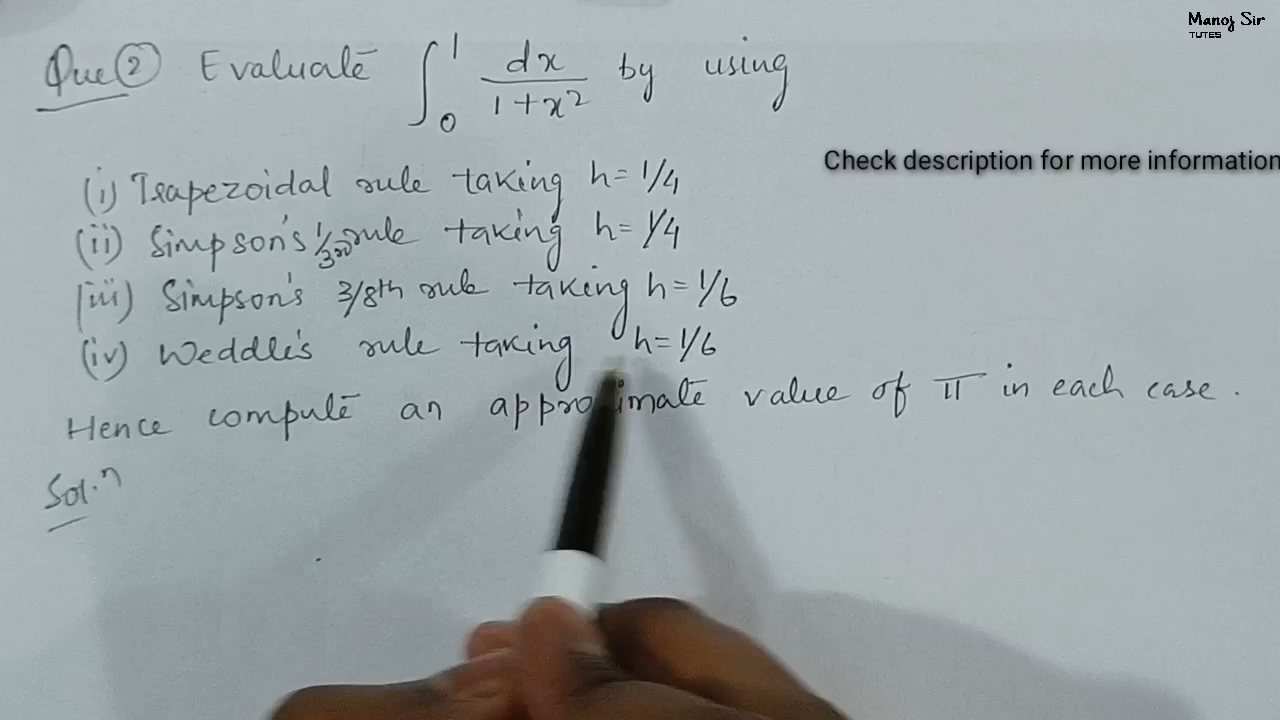 Manoj Sir
TUTES
Que ② Evaluate ∫₀¹ dx/(1+x²) by using
Check description for more information
(i) Trapezoidal rule taking h = 1/4
(ii) Simpson's 1/3rd rule taking h = 1/4
(iii) Simpson's 3/8th rule taking h = 1/6
(iv) Weddle's rule taking h = 1/6
Hence compute an approximate value of π in each case.
Sol.n